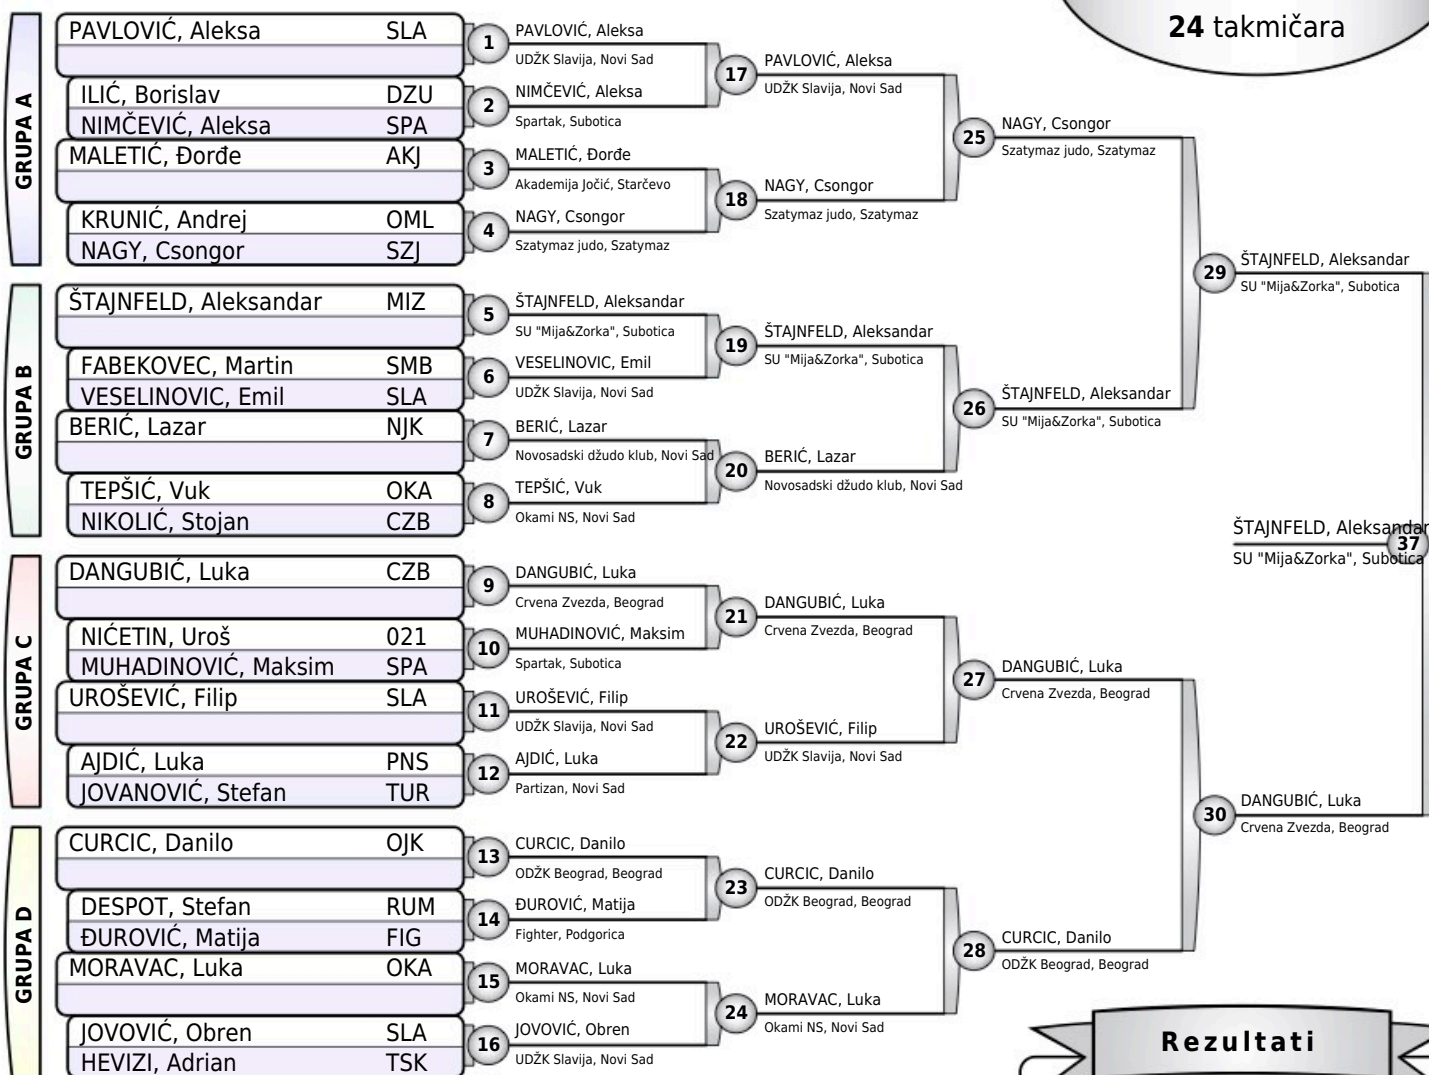 24 takmičara
GRUPA A
PAVLOVIĆ, Aleksa SLA
ILIĆ, Borislav DZU
NIMČEVIĆ, Aleksa SPA
MALETIĆ, Đorđe AKJ
KRUNIĆ, Andrej OML
NAGY, Csongor SZJ
GRUPA B
ŠTAJNFELD, Aleksandar MIZ
FABEKOVEC, Martin SMB
VESELINOVIC, Emil SLA
BERIĆ, Lazar NJK
TEPŠIĆ, Vuk OKA
NIKOLIĆ, Stojan CZB
GRUPA C
DANGUBIĆ, Luka CZB
NIĆETIN, Uroš 021
MUHADINOVIĆ, Maksim SPA
UROŠEVIĆ, Filip SLA
AJDIĆ, Luka PNS
JOVANOVIĆ, Stefan TUR
GRUPA D
CURCIC, Danilo OJK
DESPOT, Stefan RUM
ĐUROVIĆ, Matija FIG
MORAVAC, Luka OKA
JOVOVIĆ, Obren SLA
HEVIZI, Adrian TSK
1 PAVLOVIĆ, Aleksa
UDŽK Slavija, Novi Sad
2 NIMČEVIĆ, Aleksa
Spartak, Subotica
3 MALETIĆ, Đorđe
Akademija Jočić, Starčevo
4 NAGY, Csongor
Szatymaz judo, Szatymaz
5 ŠTAJNFELD, Aleksandar
SU "Mija&Zorka", Subotica
6 VESELINOVIC, Emil
UDŽK Slavija, Novi Sad
7 BERIĆ, Lazar
Novosadski džudo klub, Novi Sad
8 TEPŠIĆ, Vuk
Okami NS, Novi Sad
9 DANGUBIĆ, Luka
Crvena Zvezda, Beograd
10 MUHADINOVIĆ, Maksim
Spartak, Subotica
11 UROŠEVIĆ, Filip
UDŽK Slavija, Novi Sad
12 AJDIĆ, Luka
Partizan, Novi Sad
13 CURCIC, Danilo
ODŽK Beograd, Beograd
14 ĐUROVIĆ, Matija
Fighter, Podgorica
15 MORAVAC, Luka
Okami NS, Novi Sad
16 JOVOVIĆ, Obren
UDŽK Slavija, Novi Sad
17 PAVLOVIĆ, Aleksa
UDŽK Slavija, Novi Sad
18 NAGY, Csongor
Szatymaz judo, Szatymaz
19 ŠTAJNFELD, Aleksandar
SU "Mija&Zorka", Subotica
20 BERIĆ, Lazar
Novosadski džudo klub, Novi Sad
21 DANGUBIĆ, Luka
Crvena Zvezda, Beograd
22 UROŠEVIĆ, Filip
UDŽK Slavija, Novi Sad
23 CURCIC, Danilo
ODŽK Beograd, Beograd
24 MORAVAC, Luka
Okami NS, Novi Sad
25 NAGY, Csongor
Szatymaz judo, Szatymaz
26 ŠTAJNFELD, Aleksandar
SU "Mija&Zorka", Subotica
27 DANGUBIĆ, Luka
Crvena Zvezda, Beograd
28 CURCIC, Danilo
ODŽK Beograd, Beograd
29 ŠTAJNFELD, Aleksandar
SU "Mija&Zorka", Subotica
30 DANGUBIĆ, Luka
Crvena Zvezda, Beograd
ŠTAJNFELD, Aleksandar
37
SU "Mija&Zorka", Subotica
Rezultati